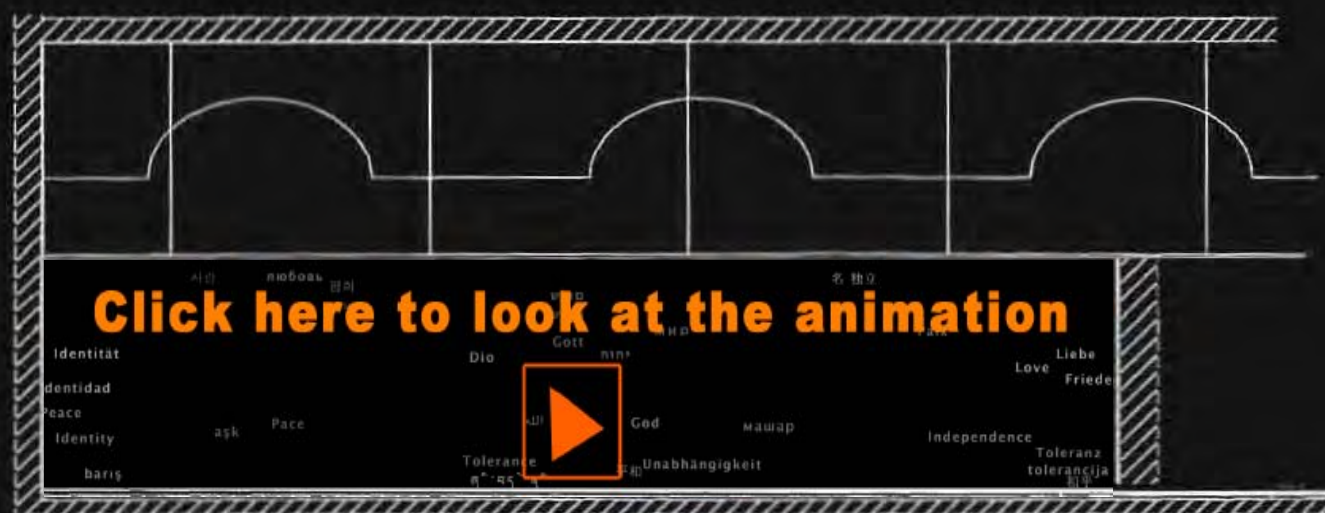 любовь
Click here to look at the animation
Gott
Identität
Dio
Liebe
Love
Friede
dentidad
Peace
aşk
Pace
God
машар
Identity
Independence
Toleranz
Tolerance
Unabhängigkeit
barış
tolerancija